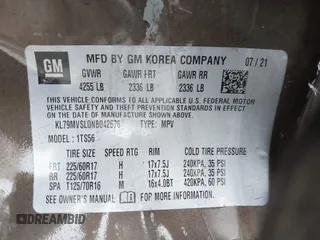 GM
MFD BY GM KOREA COMPANY 07/21
GVWR GAWR FRT GAWR RR
4255 LB 2336 LB 2336 LB
THIS VEHICLE CONFORMS TO ALL APPLICABLE U.S. FEDERAL MOTOR
VEHICLE SAFETY AND THEFT PREVENTION STANDARDS IN EFFECT ON
THE DATE OF MANUFACTURE SHOWN ABOVE.
KL79MVSL0NB042676 TYPE: MPV
MODEL: 1TS56
TIRE SIZE SPEED RTG RIM COLD TIRE PRESSURE
FRT 225/60R17 H 17x7.5J 240KPA, 35 PSI
RR 225/60R17 H 17x7.5J 240KPA, 35 PSI
SPA T125/70R16 M 16x4.0BT 420KPA, 60 PSI
SEE OWNER'S MANUAL
DREAMBID